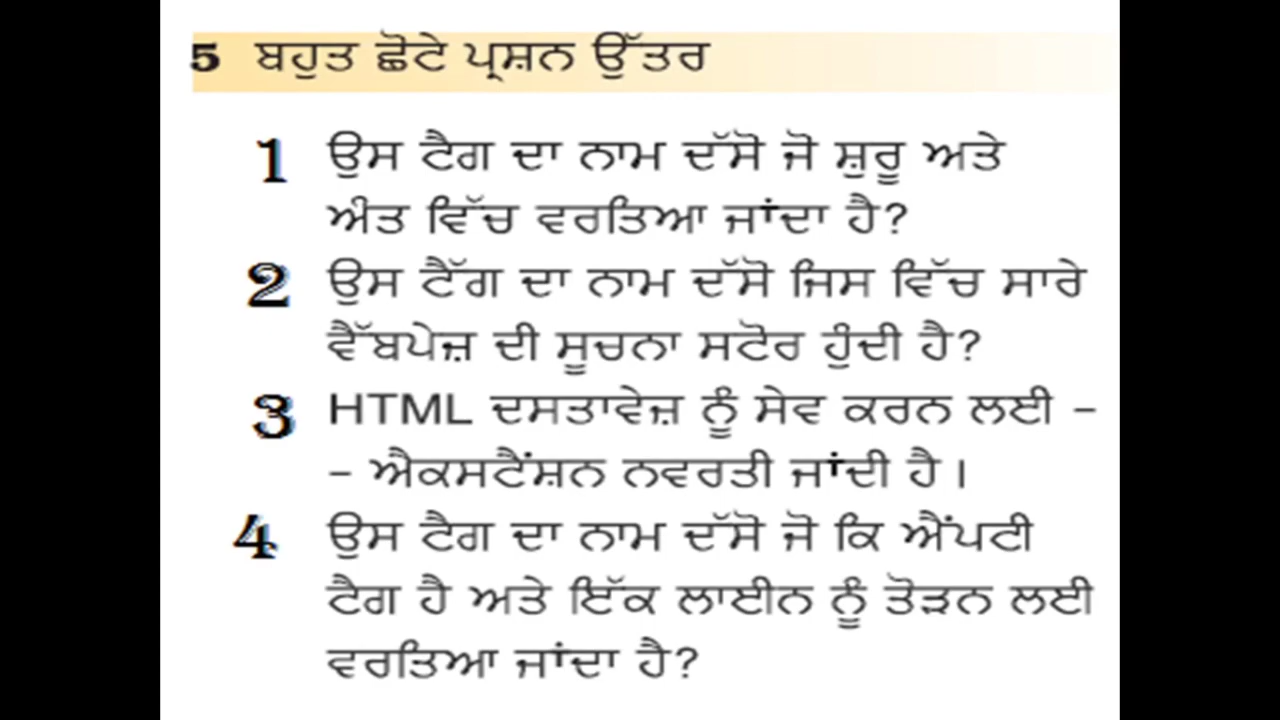 5 ਬਹੁਤ ਛੋਟੇ ਪ੍ਰਸ਼ਨ ਉੱਤਰ
1 ਉਸ ਟੈਗ ਦਾ ਨਾਮ ਦੱਸੋ ਜੋ ਸ਼ੁਰੂ ਅਤੇ
ਅੰਤ ਵਿੱਚ ਵਰਤਿਆ ਜਾਂਦਾ ਹੈ?
2 ਉਸ ਟੈੱਗ ਦਾ ਨਾਮ ਦੱਸੋ ਜਿਸ ਵਿੱਚ ਸਾਰੇ
ਵੈੱਬਪੇਜ਼ ਦੀ ਸੂਚਨਾ ਸਟੋਰ ਹੁੰਦੀ ਹੈ?
3 HTML ਦਸਤਾਵੇਜ਼ ਨੂੰ ਸੇਵ ਕਰਨ ਲਈ –
– ਐਕਸਟੈਂਸ਼ਨ ਨਵਰਤੀ ਜਾਂਦੀ ਹੈ।
4 ਉਸ ਟੈਗ ਦਾ ਨਾਮ ਦੱਸੋ ਜੋ ਕਿ ਐਂਪਟੀ
ਟੈਗ ਹੈ ਅਤੇ ਇੱਕ ਲਾਈਨ ਨੂੰ ਤੋੜਨ ਲਈ
ਵਰਤਿਆ ਜਾਂਦਾ ਹੈ?